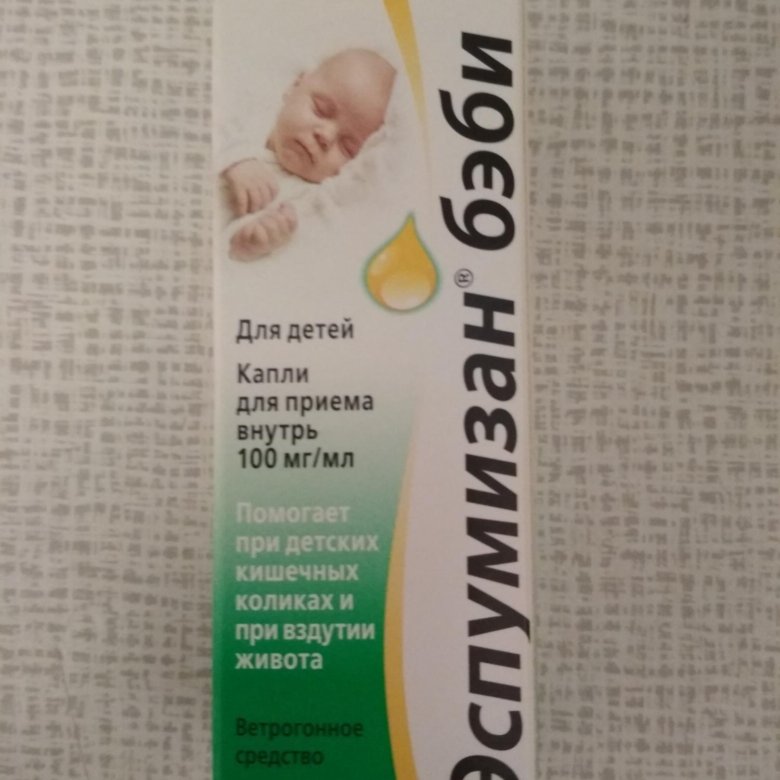 Эспумизан® бэби
Для детей
Капли
для приема
внутрь
100 мг/мл
Помогает
при детских
кишечных
коликах и
при вздутии
живота
Ветрогонное
средство